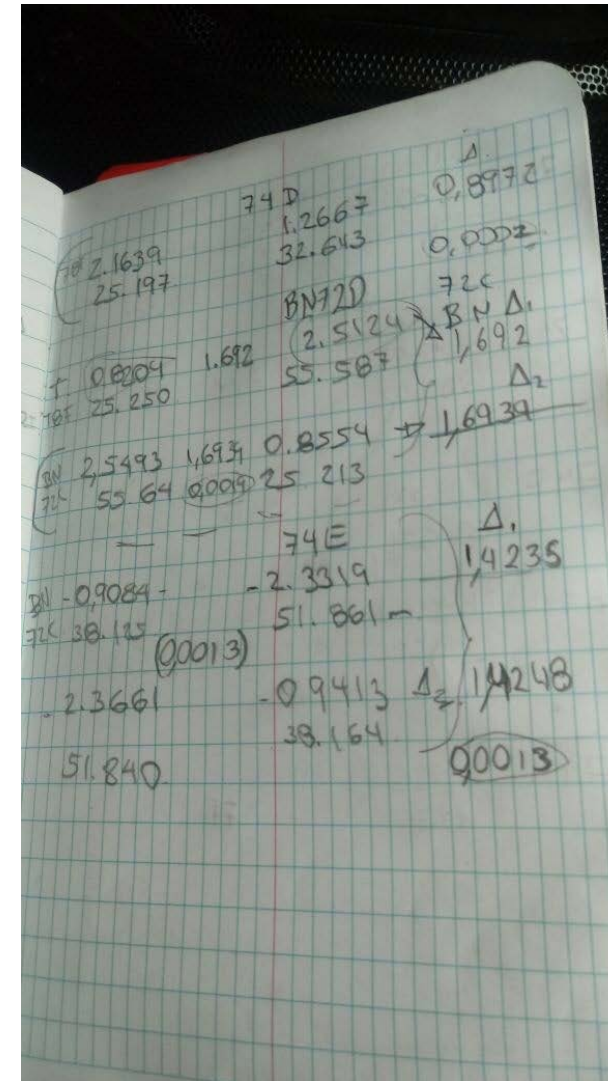 74D Δ.
78 2.1639 1.2667 0,8972
25.197 32.643 0,0002
BN72D 72C
T 0.8204 1.692 2.5124 BN Δ1
78E 25.250 55.587 1,692
Δ2
BN 2,5493 1,6939 0.8554 1,6939
72C 55.64 0,0019 25 213
74E Δ1
BN -0,9084 - -2.3319 1,4235
72C 38.125 51.861 -
(0,0013)
-2.3661 -0.9413 Δ2 1,4248
38.164
51.840 0,0013